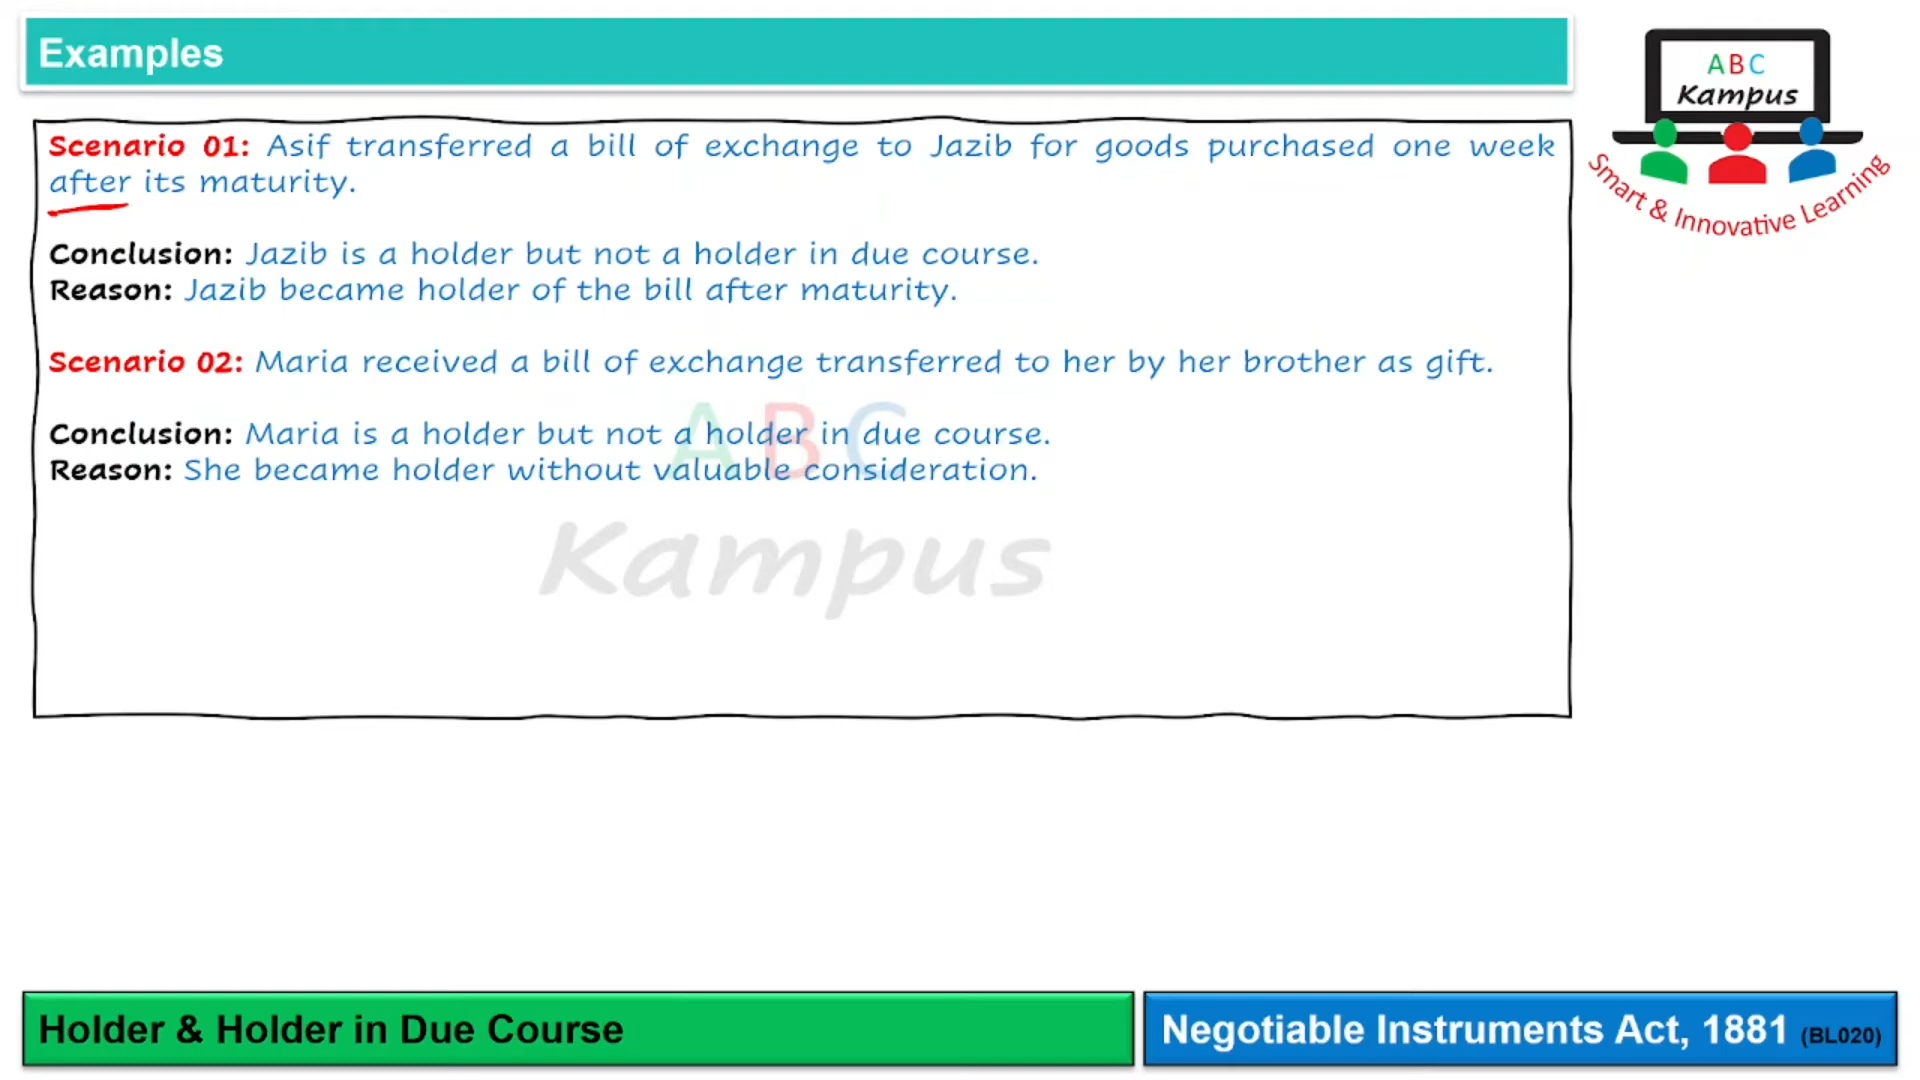 Examples
ABC
Kampus
Smart & Innovative Learning
Scenario 01: Asif transferred a bill of exchange to Jazib for goods purchased one week
after its maturity.
Conclusion: Jazib is a holder but not a holder in due course.
Reason: Jazib became holder of the bill after maturity.
Scenario 02: Maria received a bill of exchange transferred to her by her brother as gift.
Conclusion: Maria is a holder but not a holder in due course.
Reason: She became holder without valuable consideration.
ABC
Kampus
Holder & Holder in Due Course
Negotiable Instruments Act, 1881 (BL020)